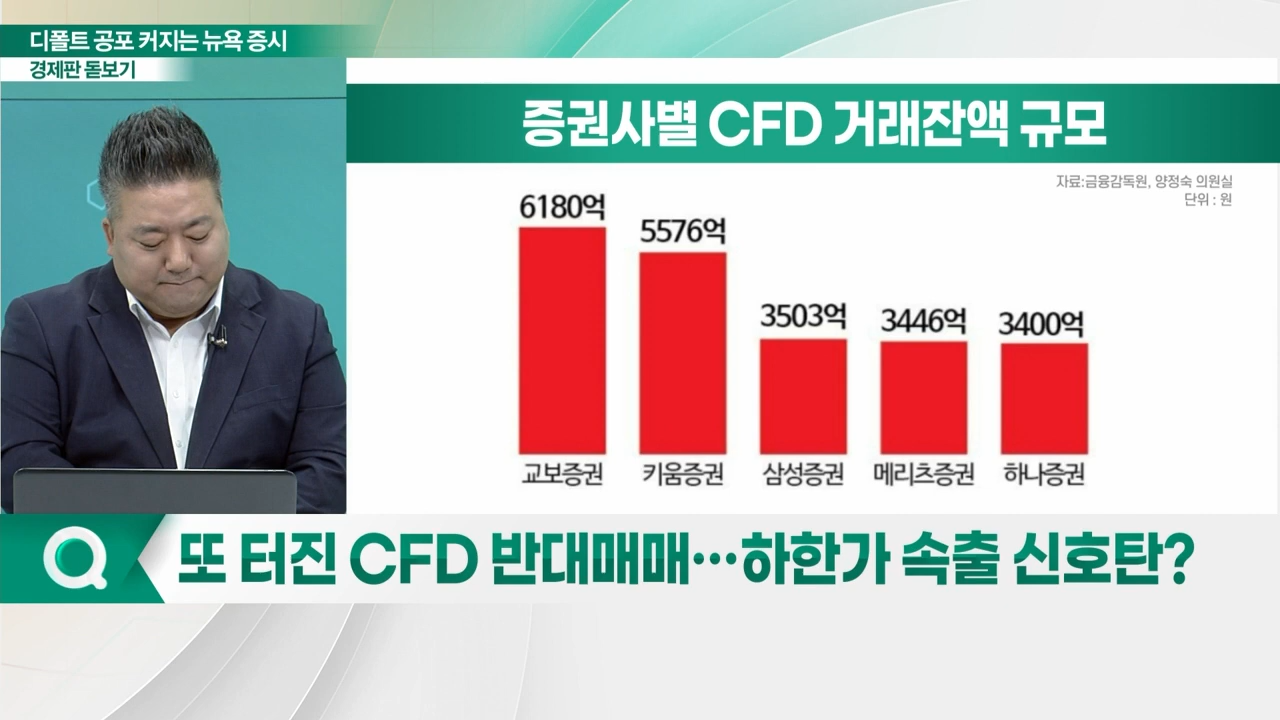 디폴트 공포 커지는 뉴욕 증시
경제판 돋보기
증권사별 CFD 거래잔액 규모
자료:금융감독원, 양정숙 의원실
단위 : 원
6180억
5576억
3503억
3446억
3400억
교보증권
키움증권
삼성증권
메리츠증권
하나증권
또 터진 CFD 반대매매…하한가 속출 신호탄?